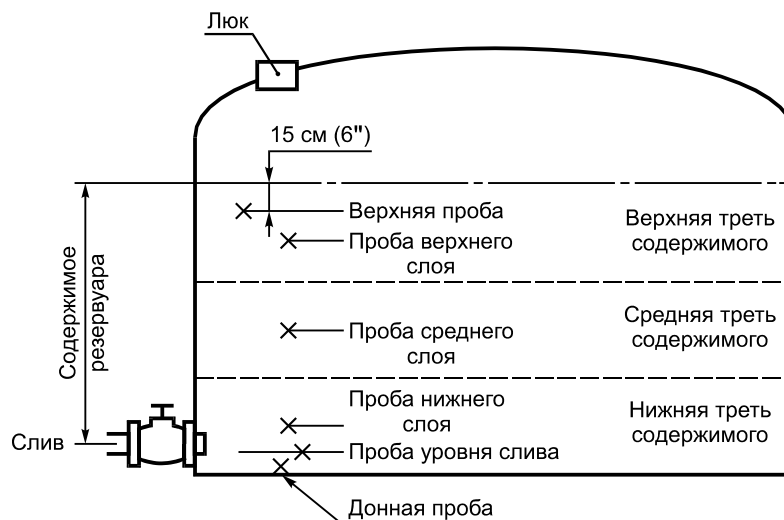 Люк
15 см (6")
Верхняя проба
Проба верхнего
слоя
Верхняя треть
содержимого
Содержимое
резервуара
Проба среднего
слоя
Средняя треть
содержимого
Проба нижнего
слоя
Нижняя треть
содержимого
Слив
Проба уровня слива
Донная проба